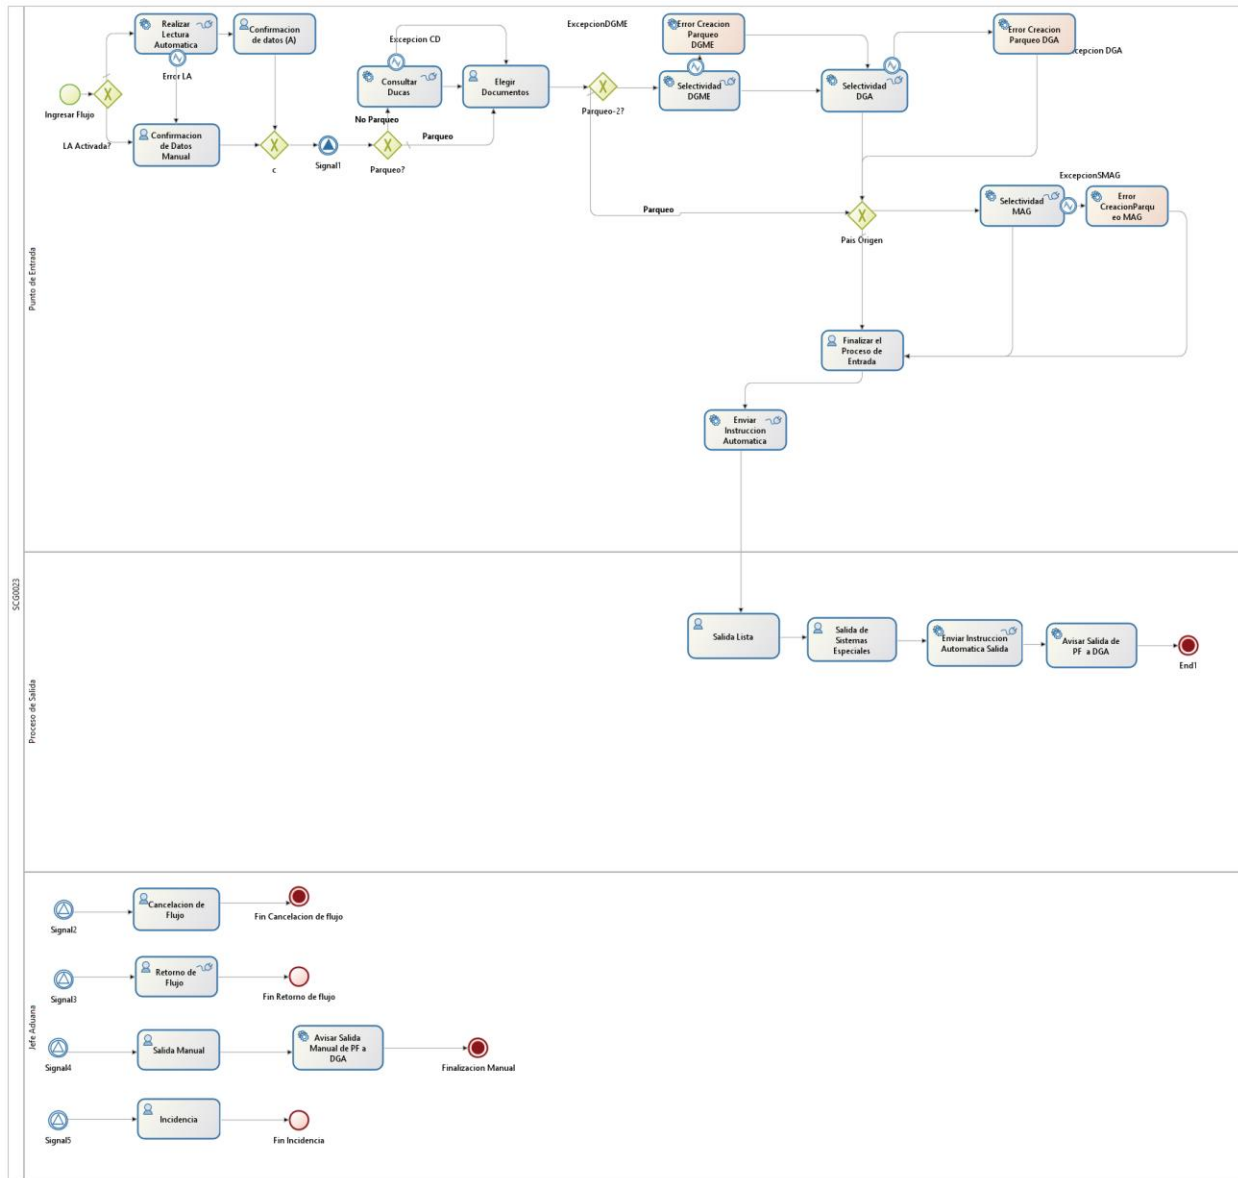 SCG0023
Punto de Entrada
Ingresar Flujo
LA Activada?
Realizar
Lectura
Automatica
Error LA
Confirmacion
de datos (A)
Confirmacion
de Datos
Manual
c
Signal1
Parqueo?
No Parqueo
Parqueo
Excepcion CD
Consultar
Ducas
Elegir
Documentos
Parqueo-2?
Parqueo
ExcepcionDGME
Error Creacion
Parqueo
DGME
Selectividad
DGME
Selectividad
DGA
Error Creacion
Parqueo DGA
xcepcion DGA
Pais Origen
Selectividad
MAG
ExcepcionSMAG
Error
CreacionParqu
eo MAG
Finalizar el
Proceso de
Entrada
Enviar
Instruccion
Automatica
Proceso de Salida
Salida Lista
Salida de
Sistemas
Especiales
Enviar Instruccion
Automatica Salida
Avisar Salida de
PF a DGA
End1
Jefe Aduana
Signal2
Cancelacion de
Flujo
Fin Cancelacion de flujo
Signal3
Retorno de
Flujo
Fin Retorno de flujo
Signal4
Salida Manual
Avisar Salida
Manual de PF a
DGA
Finalizacion Manual
Signal5
Incidencia
Fin Incidencia